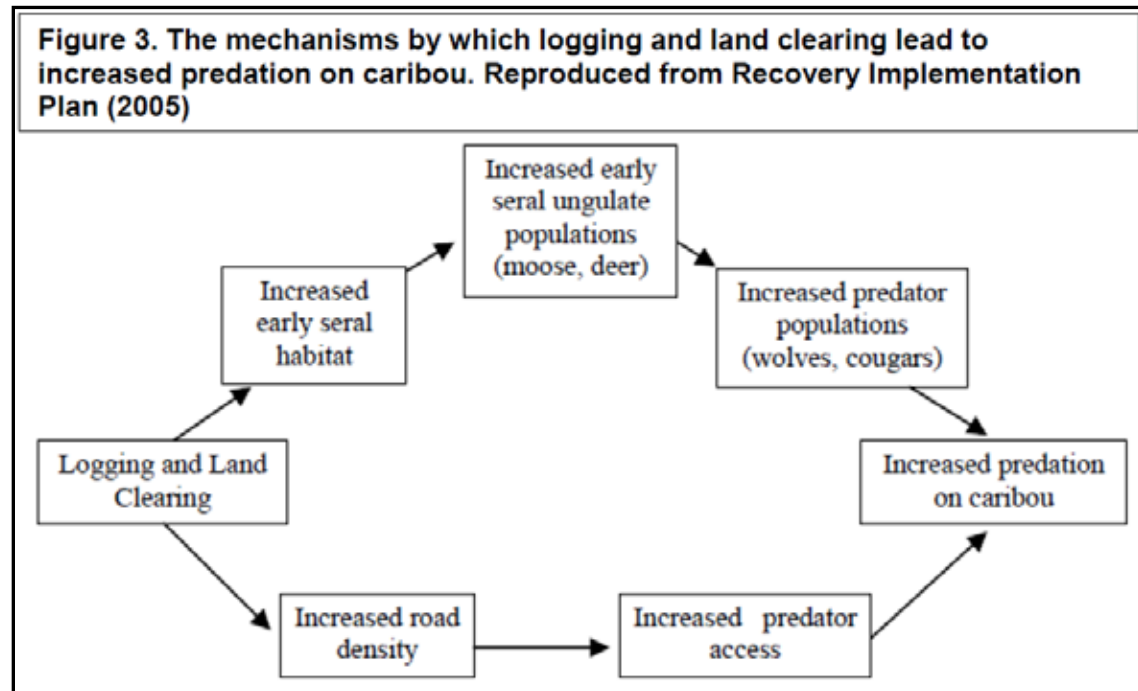 Figure 3. The mechanisms by which logging and land clearing lead to
increased predation on caribou. Reproduced from Recovery Implementation
Plan (2005)
Increased early
seral ungulate
populations
(moose, deer)
Increased
early seral
habitat
Increased predator
populations
(wolves, cougars)
Logging and Land
Clearing
Increased predation
on caribou
Increased road
density
Increased predator
access